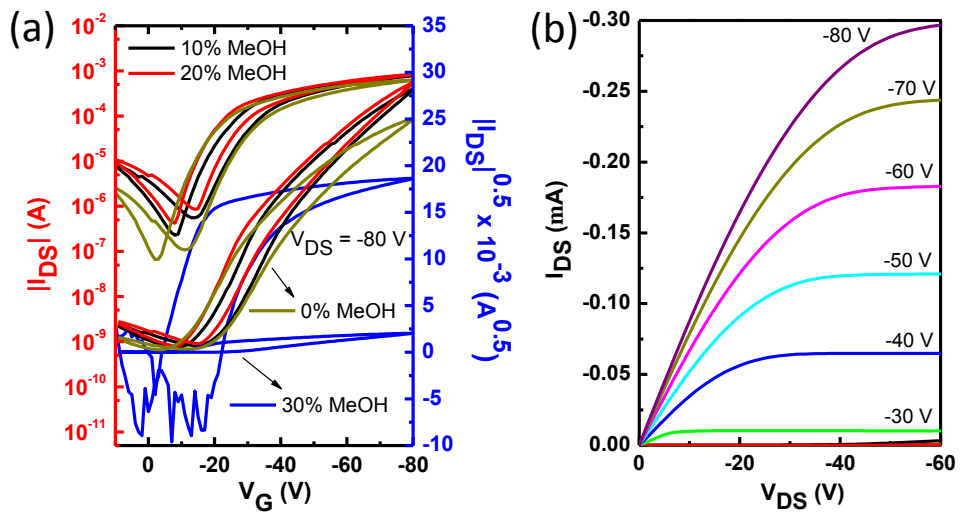 (a)
10⁻²
10⁻³
10⁻⁴
10⁻⁵
10⁻⁶
10⁻⁷
10⁻⁸
10⁻⁹
10⁻¹⁰
10⁻¹¹
|I_DS| (A)
10% MeOH
20% MeOH
V_DS = -80 V
0% MeOH
30% MeOH
0 -20 -40 -60 -80
V_G (V)
35
30
25
20
15
10
5
0
-5
-10
|I_DS|^0.5 x 10⁻³ (A^0.5)
(b)
-0.30
-0.25
-0.20
-0.15
-0.10
-0.05
0.00
I_DS (mA)
-80 V
-70 V
-60 V
-50 V
-40 V
-30 V
0 -20 -40 -60
V_DS (V)